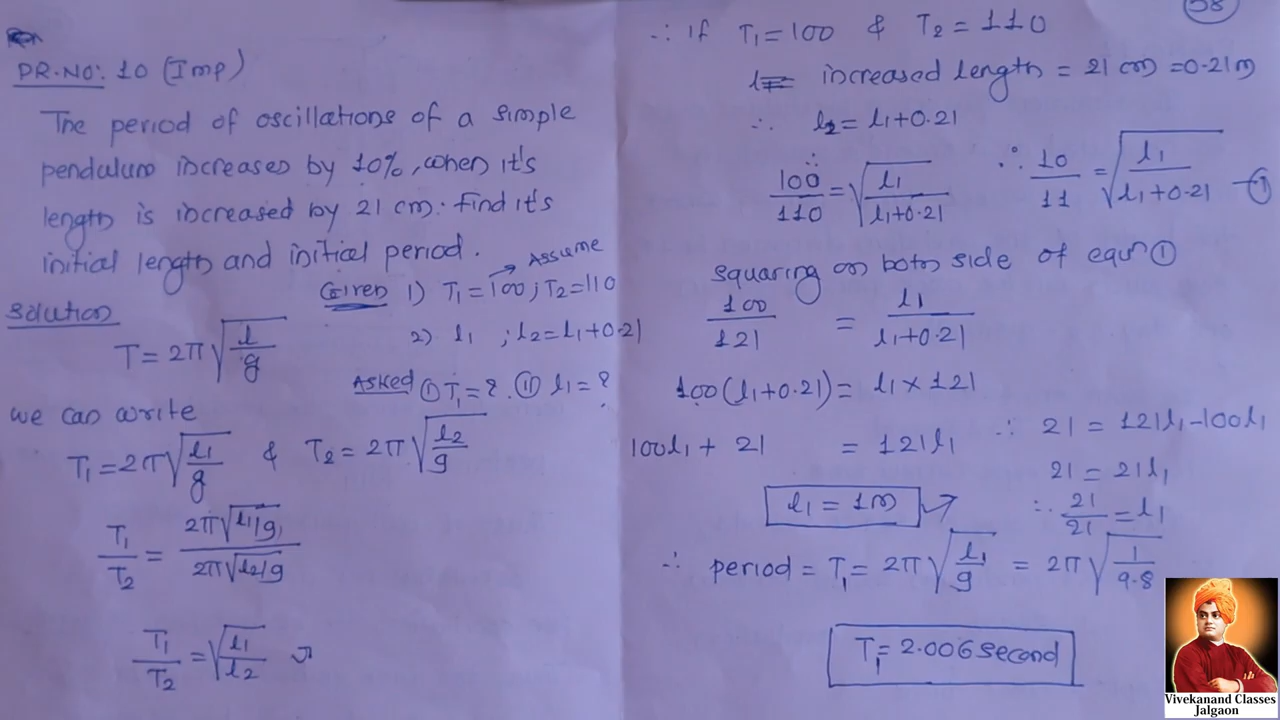 PR.NO: 10 (Imp)
The period of oscillations of a simple
pendulum increases by 10%, when it's
length is increased by 21 cm. Find it's
initial length and initial period.
Assume
Given 1) T₁ = 100 ; T₂ = 110
Solution
2) l₁ ; l₂ = l₁+0.21
T = 2π√(l/g)
Asked ① T₁ = ? ⑪ l₁ = ?
we can write
T₁ = 2π√(l₁/g) & T₂ = 2π√(l₂/g)
T₁/T₂ = 2π√(l₁/g) / 2π√(l₂/g)
T₁/T₂ = √(l₁/l₂)
58
∴ If T₁ = 100 & T₂ = 110
increased length = 21 cm = 0.21m
∴ l₂ = l₁+0.21
∴ 100/110 = √(l₁/(l₁+0.21)) ∴ 10/11 = √(l₁/(l₁+0.21)) —①
squaring on both side of equn ①
100/121 = l₁/(l₁+0.21)
100(l₁+0.21) = l₁ × 121
100l₁ + 21 = 121l₁
∴ 21 = 121l₁-100l₁
21 = 21l₁
∴ 21/21 = l₁
l₁ = 1m
∴ period = T₁ = 2π√(l₁/g) = 2π√(1/9.8)
T₁ = 2.006 second
Vivekanand Classes
Jalgaon